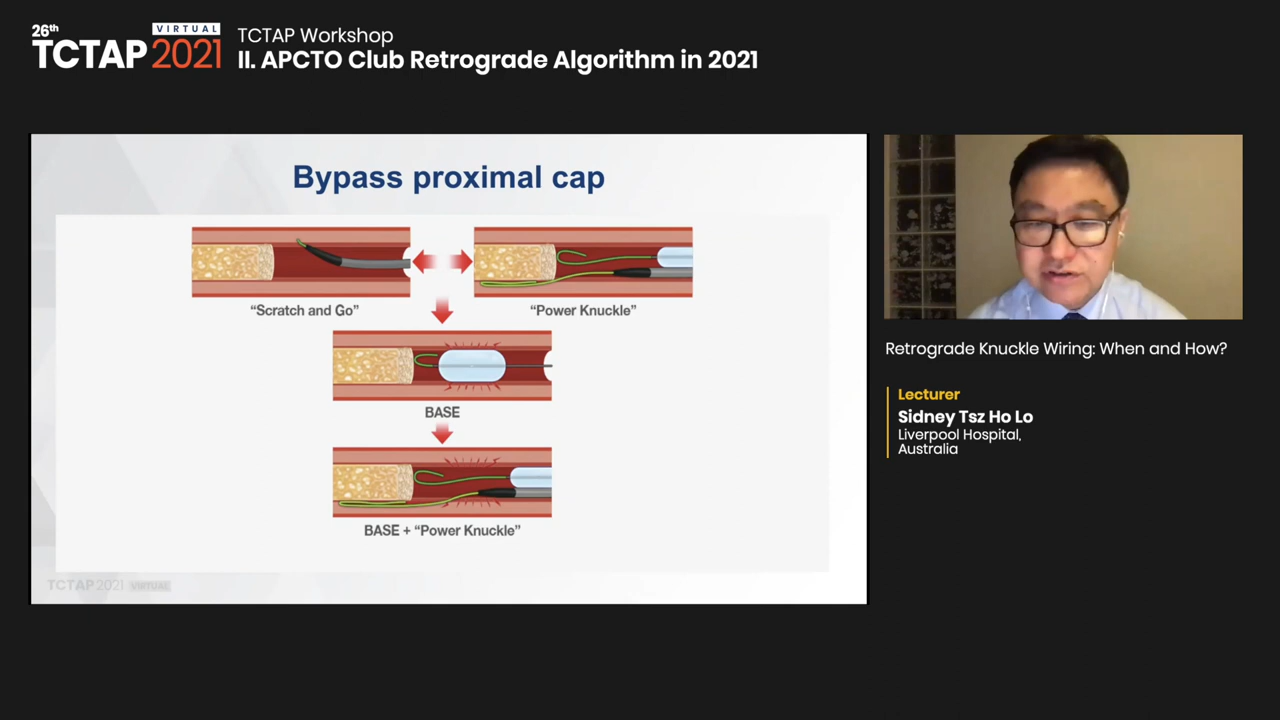 26th
VIRTUAL
TCTAP 2021
TCTAP Workshop
II. APCTO Club Retrograde Algorithm in 2021
Bypass proximal cap
"Scratch and Go"
"Power Knuckle"
BASE
BASE + "Power Knuckle"
TCTAP 2021 VIRTUAL
Retrograde Knuckle Wiring: When and How?
Lecturer
Sidney Tsz Ho Lo
Liverpool Hospital,
Australia